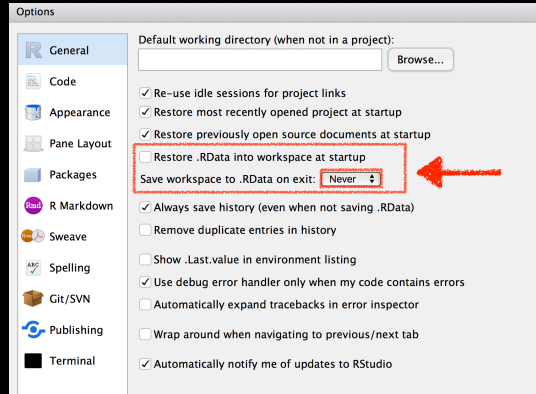 Options
General
Code
Appearance
Pane Layout
Packages
Rmd R Markdown
Sweave
ABC Spelling
Git/SVN
Publishing
Terminal
Default working directory (when not in a project):
Browse...
Re-use idle sessions for project links
Restore most recently opened project at startup
Restore previously open source documents at startup
Restore .RData into workspace at startup
Save workspace to .RData on exit: Never
Always save history (even when not saving .RData)
Remove duplicate entries in history
Show .Last.value in environment listing
Use debug error handler only when my code contains errors
Automatically expand tracebacks in error inspector
Wrap around when navigating to previous/next tab
Automatically notify me of updates to RStudio